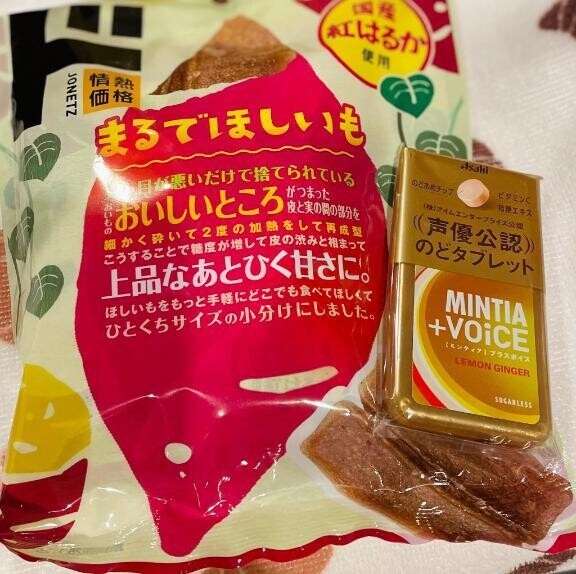 国産
紅はるか
使用
JONETZ
情熱
価格
まるでほしいも
目が悪いだけで捨てられている
おいもの
おいしいところがつまった
皮と実の間の部分を
細かく砕いて2度の加熱をして再成型
こうすることで糖度が増して皮の渋みと相まって
上品なあとひく甘さに。
ほしいもをもっと手軽にどこでも食べてほしくて
ひとくちサイズの小分けにしました。
Asahi
のどあめチップ
ビタミンC
桔梗エキス
(株)アイムエンタープライズ公認
((声優公認))
のどタブレット
MINTIA
+VOiCE
[ミンティア]プラスボイス
LEMON GINGER
SUGARLESS